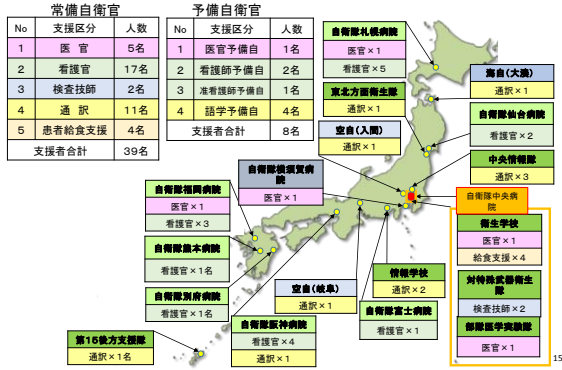 常備自衛官
No 支援区分 人数
1 医 官 5名
2 看護官 17名
3 検査技師 2名
4 通 訳 11名
5 患者給食支援 4名
支援者合計 39名
予備自衛官
No 支援区分 人数
1 医官予備自 1名
2 看護師予備自 2名
3 准看護師予備自 1名
4 語学予備自 4名
支援者合計 8名
自衛隊札幌病院
医官×1
看護官×5
海自(大湊)
通訳×1
東北方面衛生隊
通訳×1
自衛隊仙台病院
看護官×2
空自(入間)
通訳×1
中央情報隊
通訳×3
自衛隊横須賀病
院
医官×1
自衛隊中央病
院
自衛隊福岡病院
医官×1
看護官×3
衛生学校
医官×1
給食支援×4
自衛隊熊本病院
看護官×1名
対特殊武器衛生
隊
検査技師×2
情報学校
通訳×2
空自(岐阜)
通訳×1
自衛隊別府病院
看護官×1名
自衛隊富士病院
看護官×1
自衛隊阪神病院
看護官×4
通訳×1
部隊医学実験隊
医官×1
第15後方支援隊
通訳×1名
15